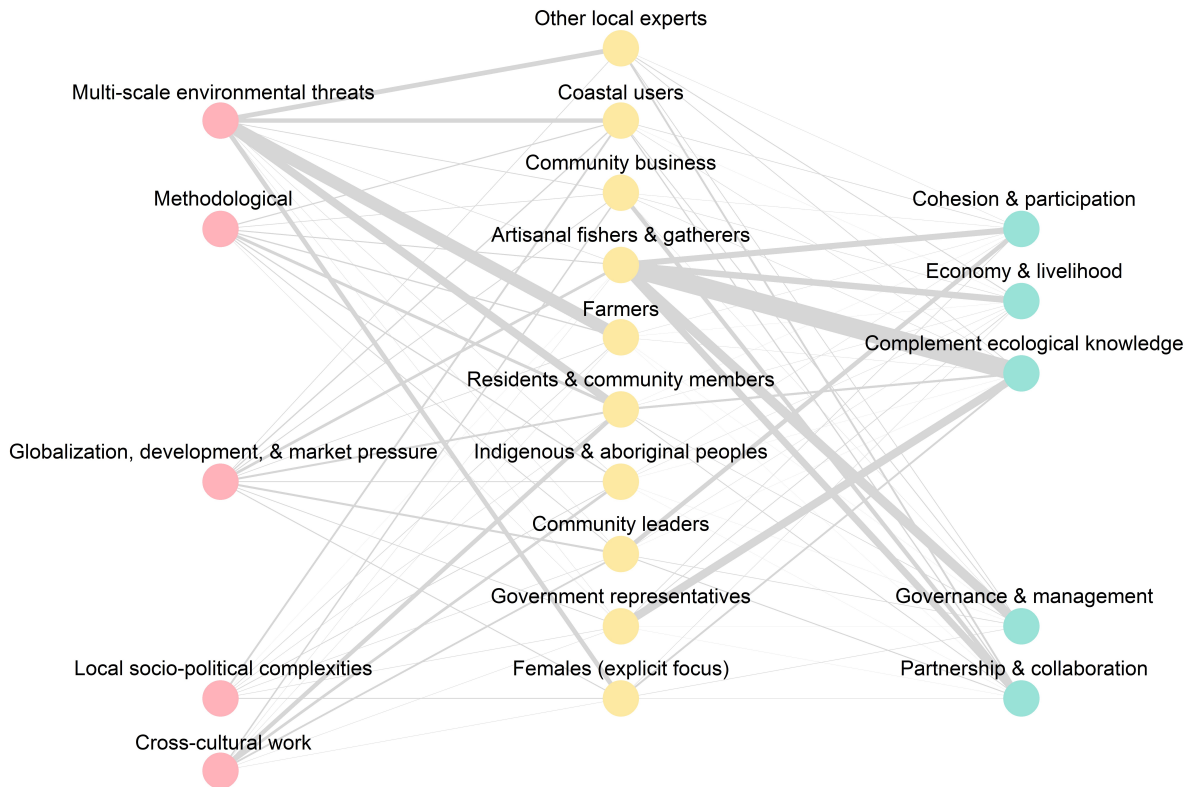 Other local experts
Multi-scale environmental threats
Coastal users
Community business
Methodological
Cohesion & participation
Artisanal fishers & gatherers
Economy & livelihood
Farmers
Complement ecological knowledge
Residents & community members
Globalization, development, & market pressure
Indigenous & aboriginal peoples
Community leaders
Government representatives
Governance & management
Local socio-political complexities
Females (explicit focus)
Partnership & collaboration
Cross-cultural work